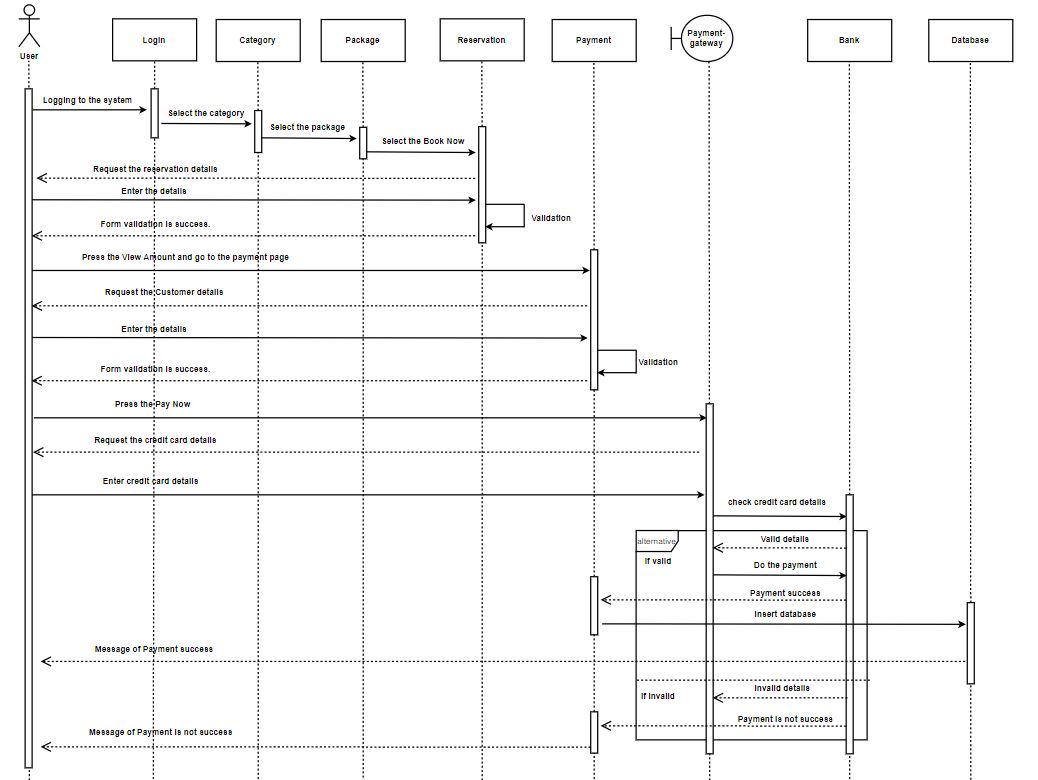 User
Login
Category
Package
Reservation
Payment
Payment-
gateway
Bank
Database
Logging to the system
Select the category
Select the package
Select the Book Now
Request the reservation details
Enter the details
Validation
Form validation is success.
Press the View Amount and go to the payment page
Request the Customer details
Enter the details
Validation
Form validation is success.
Press the Pay Now
Request the credit card details
Enter credit card details
check credit card details
alternative
Valid details
If valid
Do the payment
Payment success
Insert database
Message of Payment success
Invalid details
If Invalid
Payment is not success
Message of Payment is not success